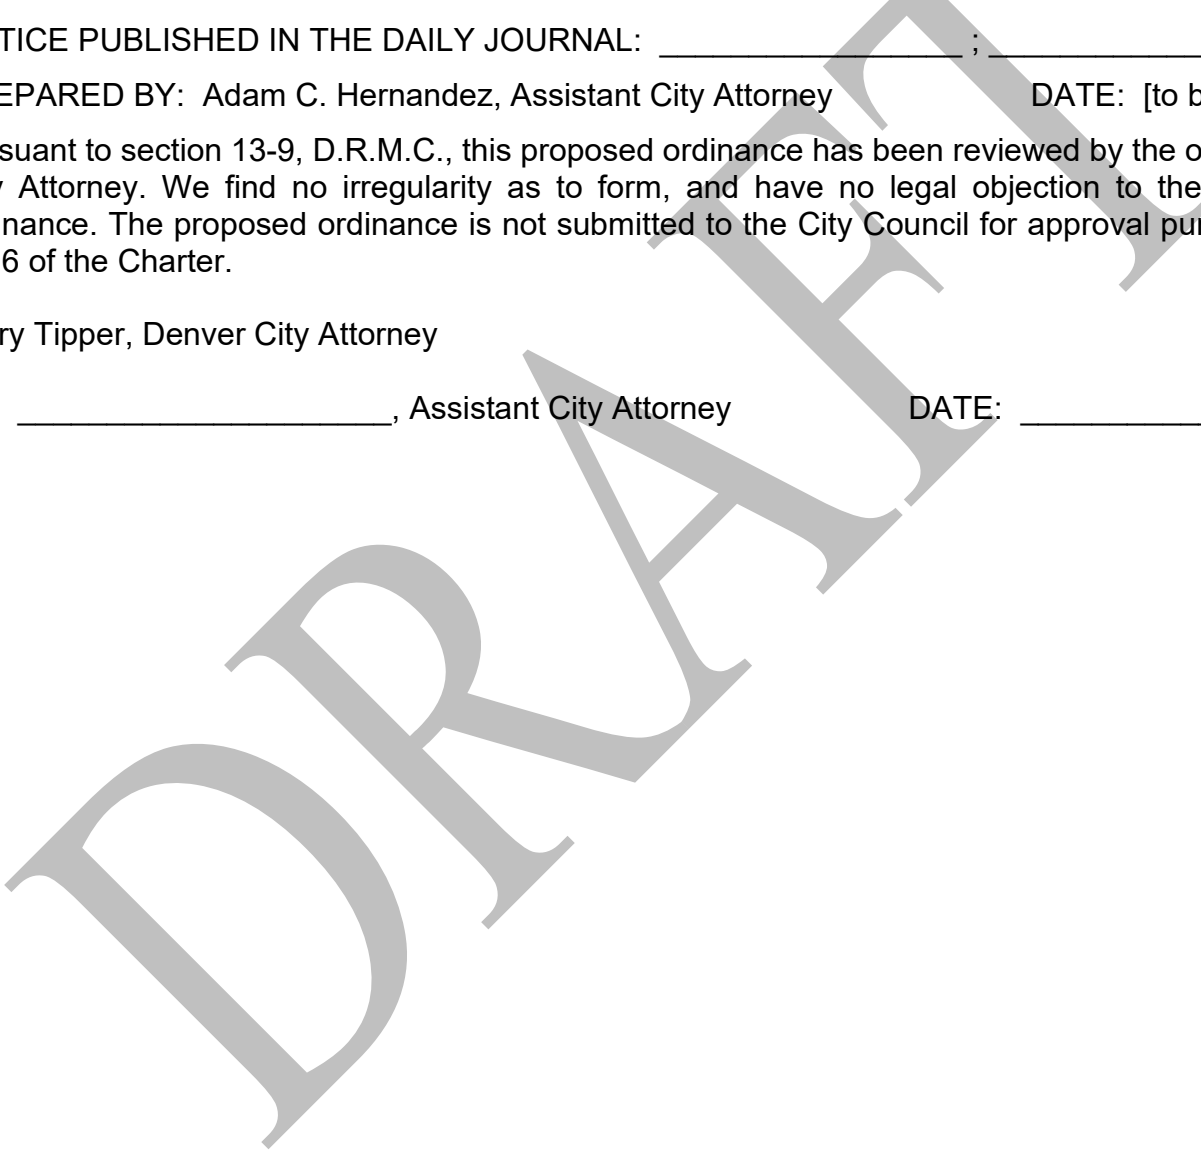 TICE PUBLISHED IN THE DAILY JOURNAL: _________________ ; ____________
EPARED BY: Adam C. Hernandez, Assistant City Attorney DATE: [to b
suant to section 13-9, D.R.M.C., this proposed ordinance has been reviewed by the o
y Attorney. We find no irregularity as to form, and have no legal objection to the
inance. The proposed ordinance is not submitted to the City Council for approval pur
6 of the Charter.
ry Tipper, Denver City Attorney
_____________________, Assistant City Attorney DATE: __________
DRAFT